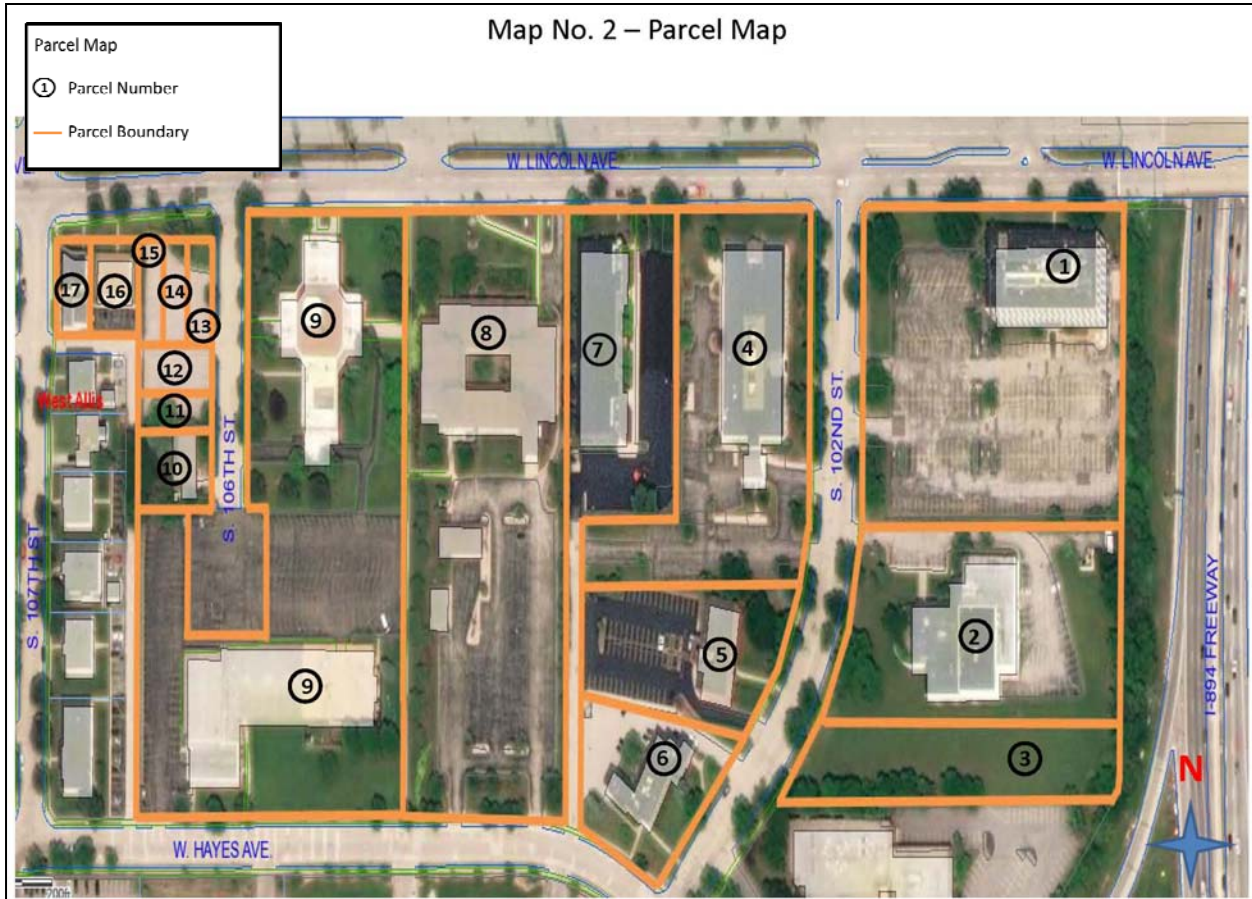 Map No. 2 – Parcel Map
Parcel Map
1 Parcel Number
Parcel Boundary
VE.
W. LINCOLN AVE.
W. LINCOLN AVE.
1
15
17
16
14
13
9
8
7
4
12
West Allis
11
10
S. 106TH ST.
S. 102ND ST.
S. 107TH ST
I-894 FREEWAY
2
5
9
6
3
N
W. HAYES AVE.
200ft